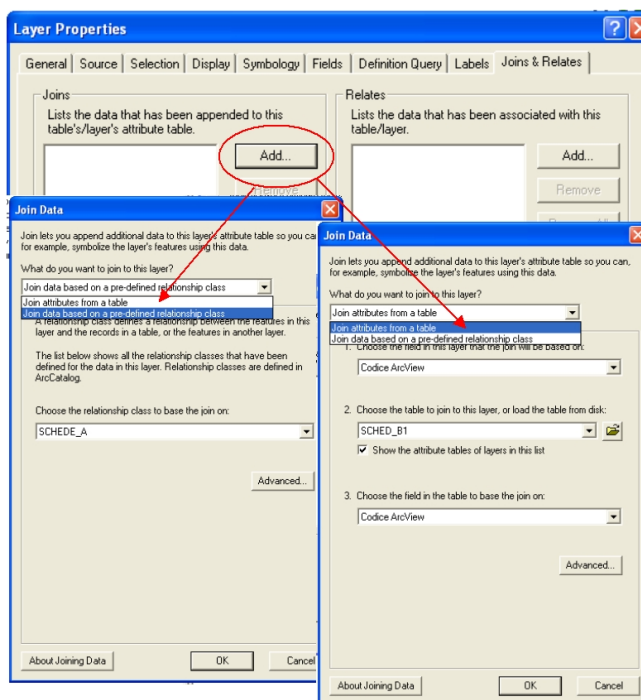 Layer Properties
General Source Selection Display Symbology Fields Definition Query Labels Joins & Relates
Joins
Lists the data that has been appended to this
table's/layer's attribute table.
Add...
Remove
Relates
Lists the data that has been associated with this
table/layer.
Add...
Remove
Join Data
Join lets you append additional data to this layer's attribute table so you can,
for example, symbolize the layer's features using this data.
What do you want to join to this layer?
Join data based on a pre-defined relationship class
Join attributes from a table
Join data based on a pre-defined relationship class
A relationship class defines a relationship between the features in this
layer and the records in a table, or the features in another layer.
The list below shows all the relationship classes that have been
defined for the data in this layer. Relationship classes are defined in
ArcCatalog.
Choose the relationship class to base the join on:
SCHEDE_A
Advanced...
About Joining Data
OK
Cancel
Join Data
Join lets you append additional data to this layer's attribute table so you can,
for example, symbolize the layer's features using this data.
What do you want to join to this layer?
Join attributes from a table
Join attributes from a table
Join data based on a pre-defined relationship class
1. Choose the field in this layer that the join will be based on:
Codice ArcView
2. Choose the table to join to this layer, or load the table from disk:
SCHED_B1
Show the attribute tables of layers in this list
3. Choose the field in the table to base the join on:
Codice ArcView
Advanced...
About Joining Data
OK
Cancel